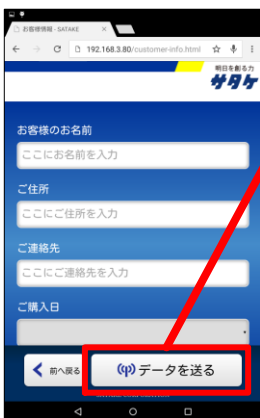 お客様情報 - SATAKE
192.168.3.80/customer-info.html
明日を創る力
サタケ
お客様のお名前
ここにお名前を入力
ご住所
ここにご住所を入力
ご連絡先
ここにご連絡先を入力
ご購入日
前へ戻る
データを送る